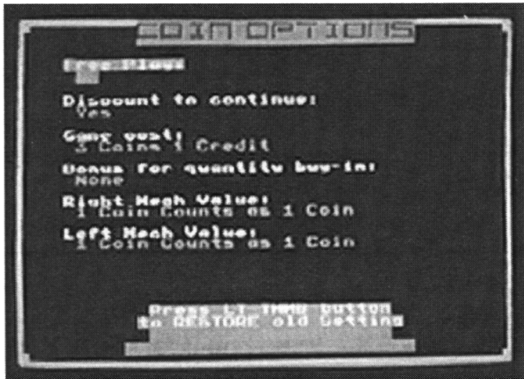 COIN OPTIONS
Free Play:
Discount to continue:
Yes
Game cost:
Coins 1 Credit
Bonus for quantity buy-in:
None
Right Mech Value:
1 Coin Counts as 1 Coin
Left Mech Value:
1 Coin Counts as 1 Coin
Press button
to RESTORE old Setting